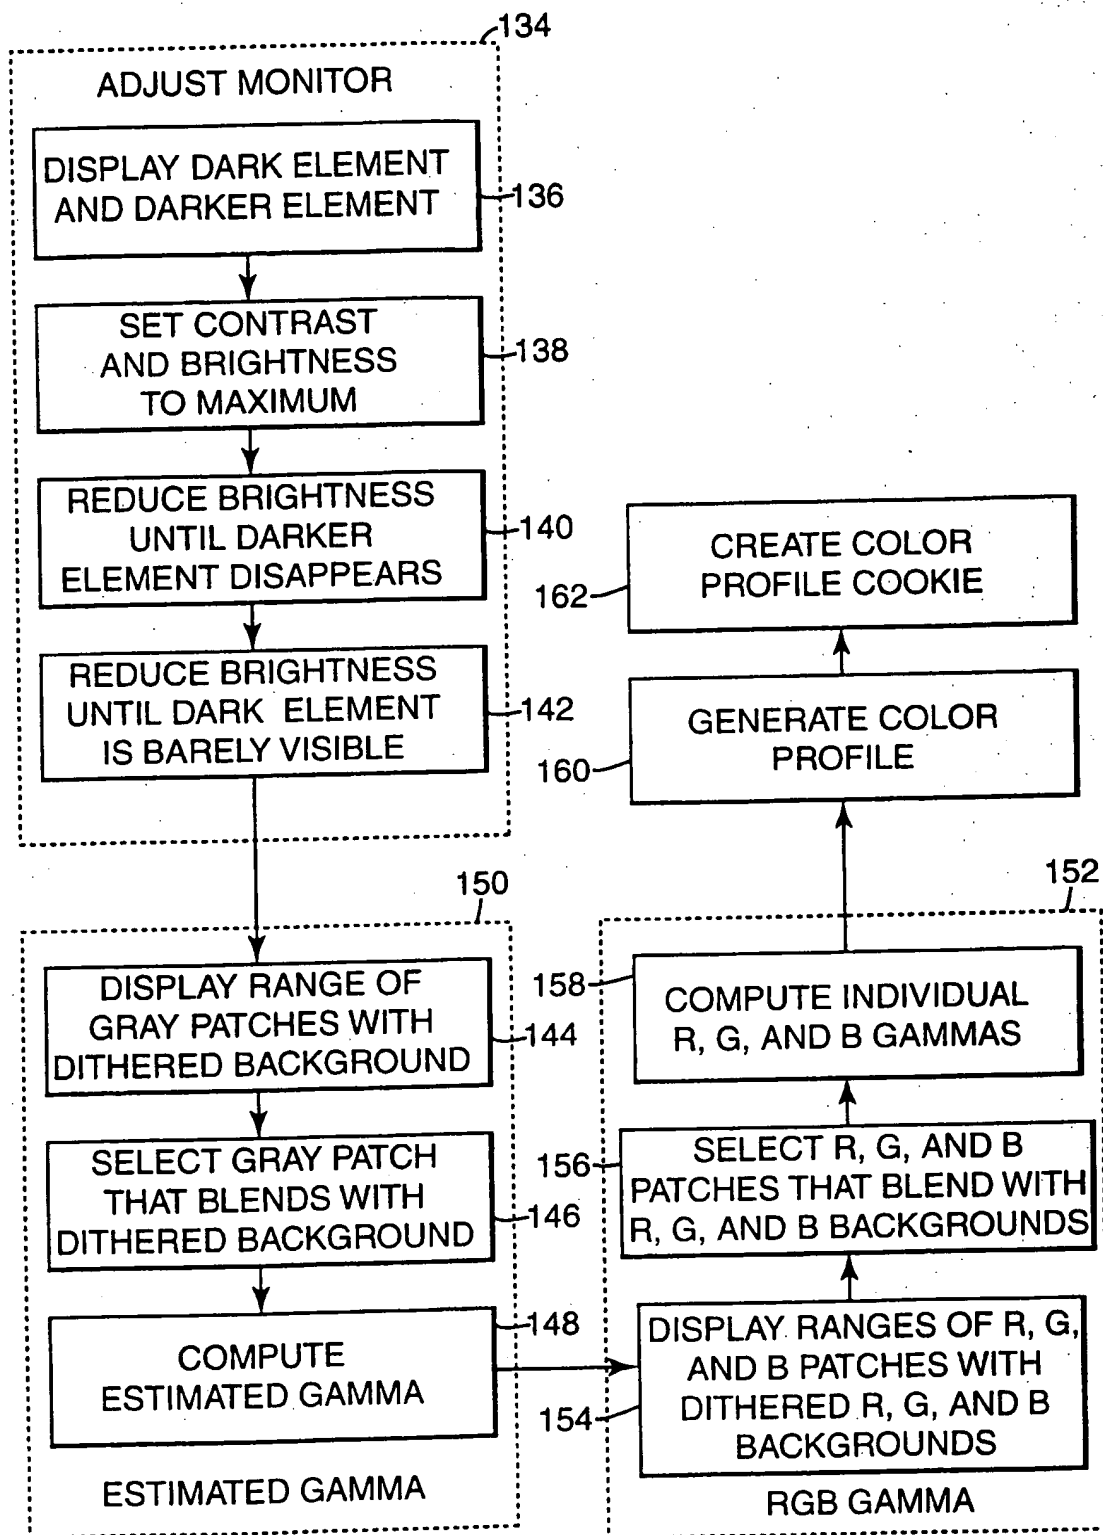 134
ADJUST MONITOR
DISPLAY DARK ELEMENT
AND DARKER ELEMENT
136
SET CONTRAST
AND BRIGHTNESS
TO MAXIMUM
138
REDUCE BRIGHTNESS
UNTIL DARKER
ELEMENT DISAPPEARS
140
REDUCE BRIGHTNESS
UNTIL DARK ELEMENT
IS BARELY VISIBLE
142
150
DISPLAY RANGE OF
GRAY PATCHES WITH
DITHERED BACKGROUND
144
SELECT GRAY PATCH
THAT BLENDS WITH
DITHERED BACKGROUND
146
148
COMPUTE
ESTIMATED GAMMA
ESTIMATED GAMMA
CREATE COLOR
PROFILE COOKIE
162
GENERATE COLOR
PROFILE
160
152
158
COMPUTE INDIVIDUAL
R, G, AND B GAMMAS
156
SELECT R, G, AND B
PATCHES THAT BLEND WITH
R, G, AND B BACKGROUNDS
DISPLAY RANGES OF R, G,
AND B PATCHES WITH
DITHERED R, G, AND B
BACKGROUNDS
154
RGB GAMMA